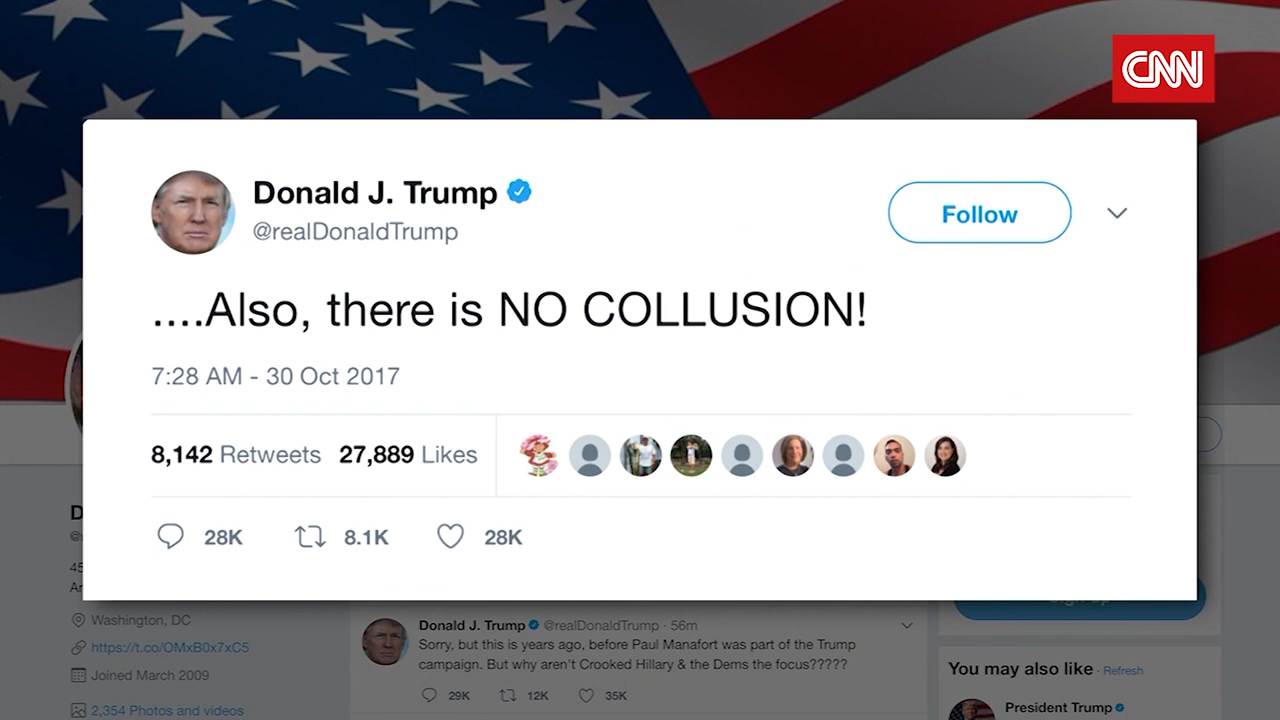 CNN
Donald J. Trump
@realDonaldTrump
Follow
....Also, there is NO COLLUSION!
7:28 AM - 30 Oct 2017
8,142 Retweets 27,889 Likes
28K 8.1K 28K
D
@
45
Ar
Washington, DC
https://t.co/OMxB0x7xC5
Joined March 2009
2,354 Photos and videos
Donald J. Trump @realDonaldTrump · 56m
Sorry, but this is years ago, before Paul Manafort was part of the Trump
campaign. But why aren't Crooked Hillary & the Dems the focus?????
29K 12K 35K
You may also like · Refresh
President Trump